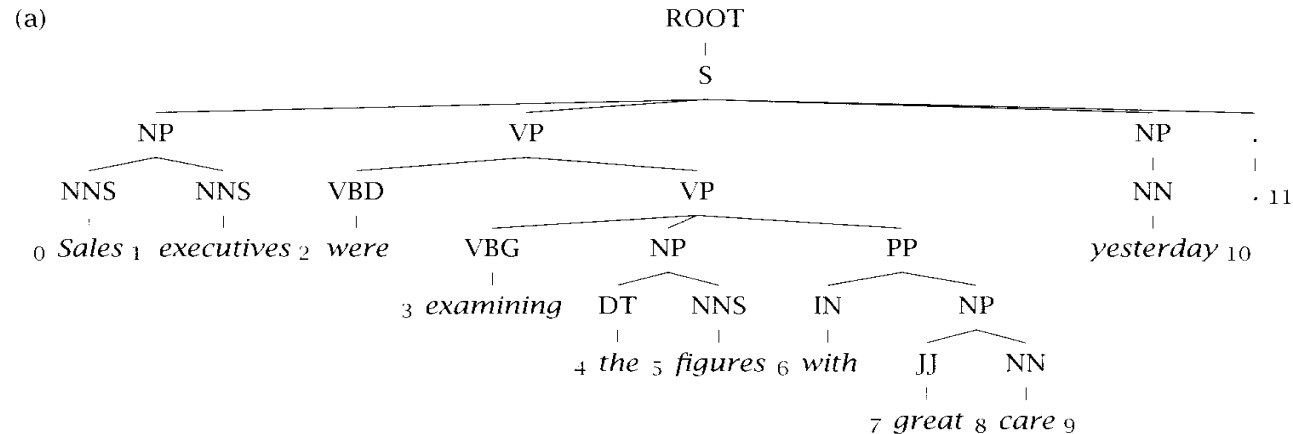 (a) ROOT
S
NP VP NP .
NNS NNS VBD VP NN . 11
0 Sales 1 executives 2 were VBG NP PP yesterday 10
3 examining DT NNS IN NP
4 the 5 figures 6 with JJ NN
7 great 8 care 9